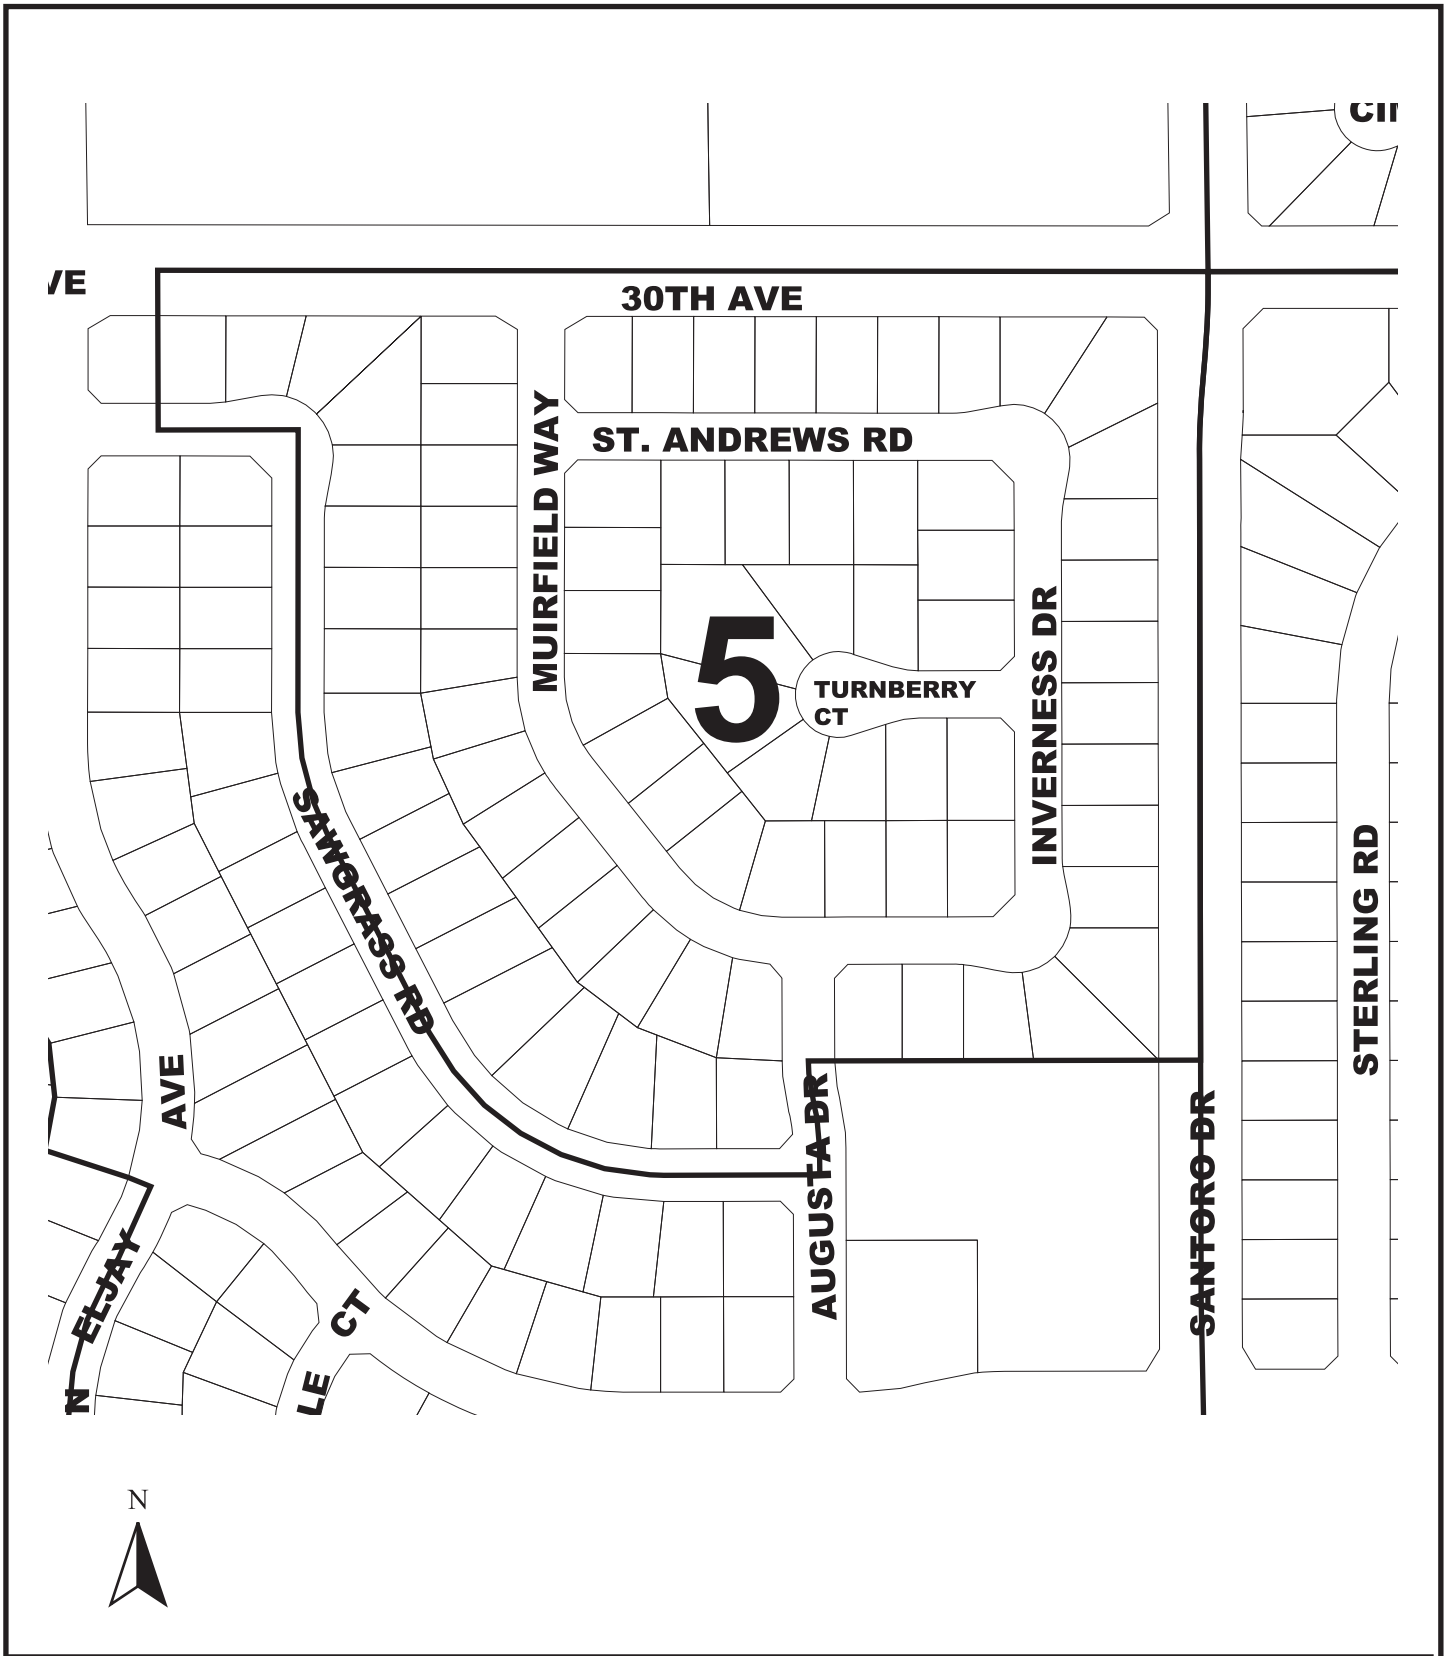 CIR
VE
30TH AVE
MUIRFIELD WAY
ST. ANDREWS RD
5
TURNBERRY
CT
INVERNESS DR
SAWGRASS RD
STERLING RD
AVE
AUGUSTA DR
SANTORO DR
ELJAY
CT
LE
N
N